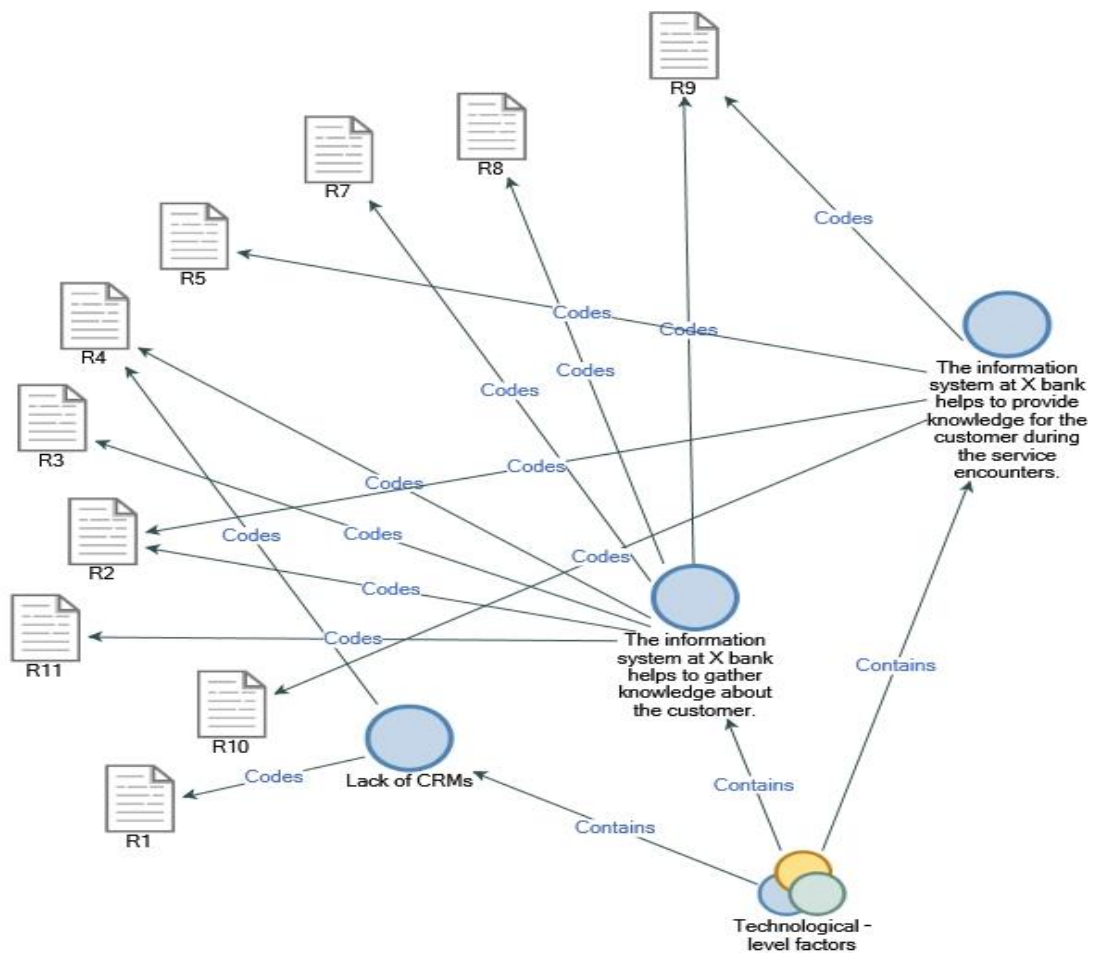 R9
R8
R7
Codes
R5
Codes
Codes
R4
Codes
Codes
The information
system at X bank
helps to provide
knowledge for the
customer during
the service
encounters.
R3
Codes
Codes
Codes
Codes
R2
Codes
Codes
R11
Codes
The information
system at X bank
helps to gather
knowledge about
the customer.
Contains
R10
Codes
Lack of CRMs
Contains
R1
Contains
Technological -
level factors